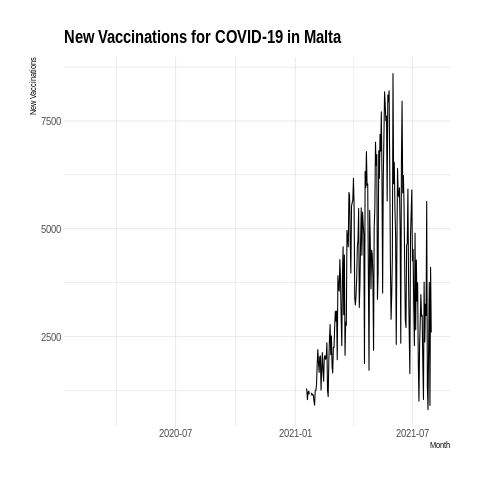 New Vaccinations for COVID-19 in Malta
New Vaccinations
7500
5000
2500
2020-07
2021-01
2021-07
Month